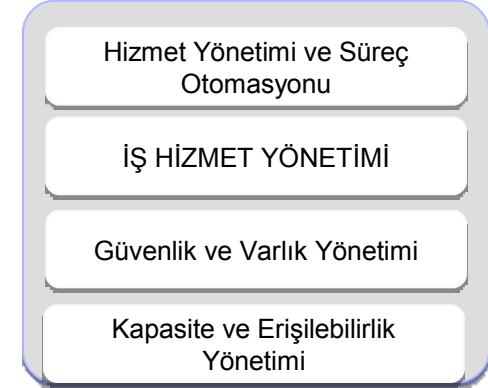 Hizmet Yönetimi ve Süreç
Otomasyonu
İŞ HİZMET YÖNETİMİ
Güvenlik ve Varlık Yönetimi
Kapasite ve Erişilebilirlik
Yönetimi